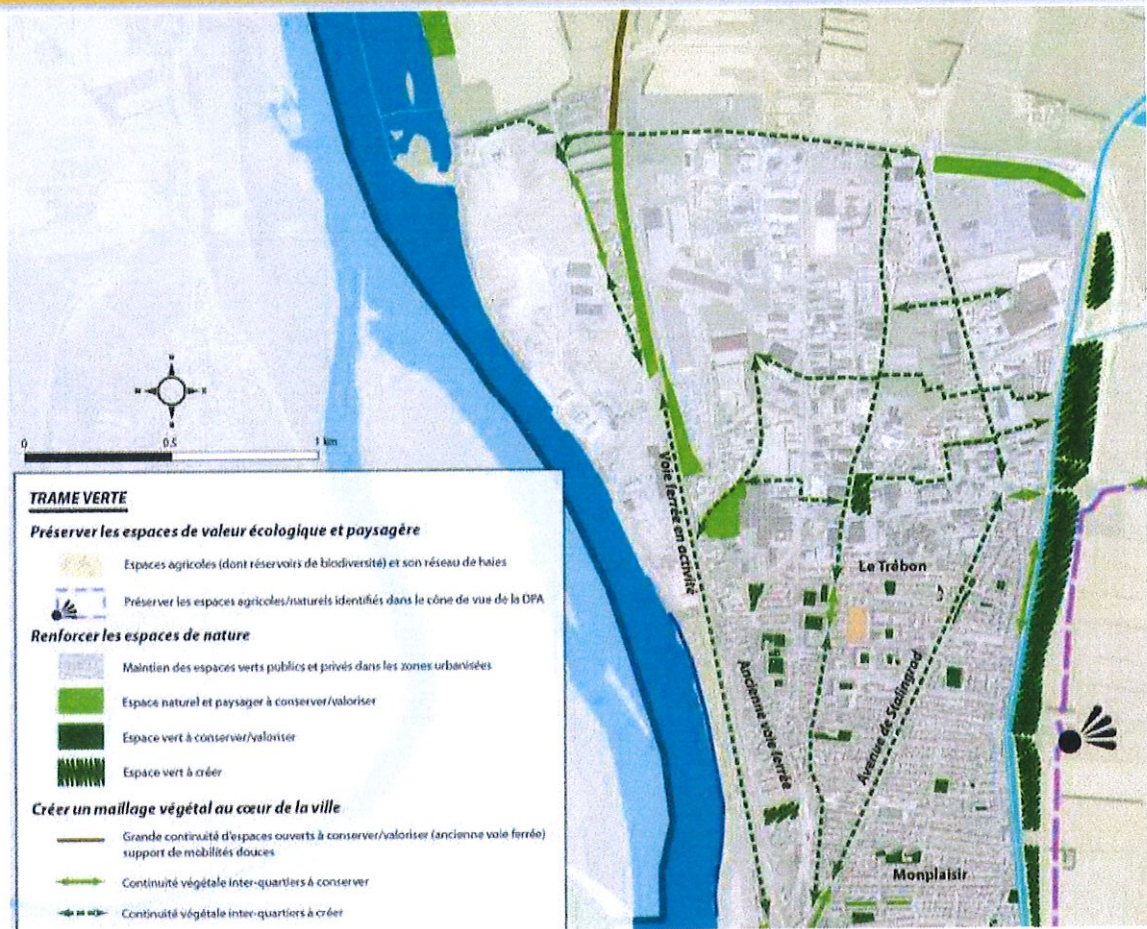 N
0
0.5
1 km
Voie ferrée en activité
Le Trébon
Ancienne voie ferrée
Avenue de Stalingrad
Monplaisir
TRAME VERTE
Préserver les espaces de valeur écologique et paysagère
Espaces agricoles (dont réservoirs de biodiversité) et son réseau de haies
Préserver les espaces agricoles/naturels identifiés dans le cône de vue de la DPA
Renforcer les espaces de nature
Maintien des espaces verts publics et privés dans les zones urbanisées
Espace naturel et paysager à conserver/valoriser
Espace vert à conserver/valoriser
Espace vert à créer
Créer un maillage végétal au cœur de la ville
Grande continuité d'espaces ouverts à conserver/valoriser (ancienne voie ferrée)
support de mobilités douces
Continuité végétale inter-quartiers à conserver
Continuité végétale inter-quartiers à créer